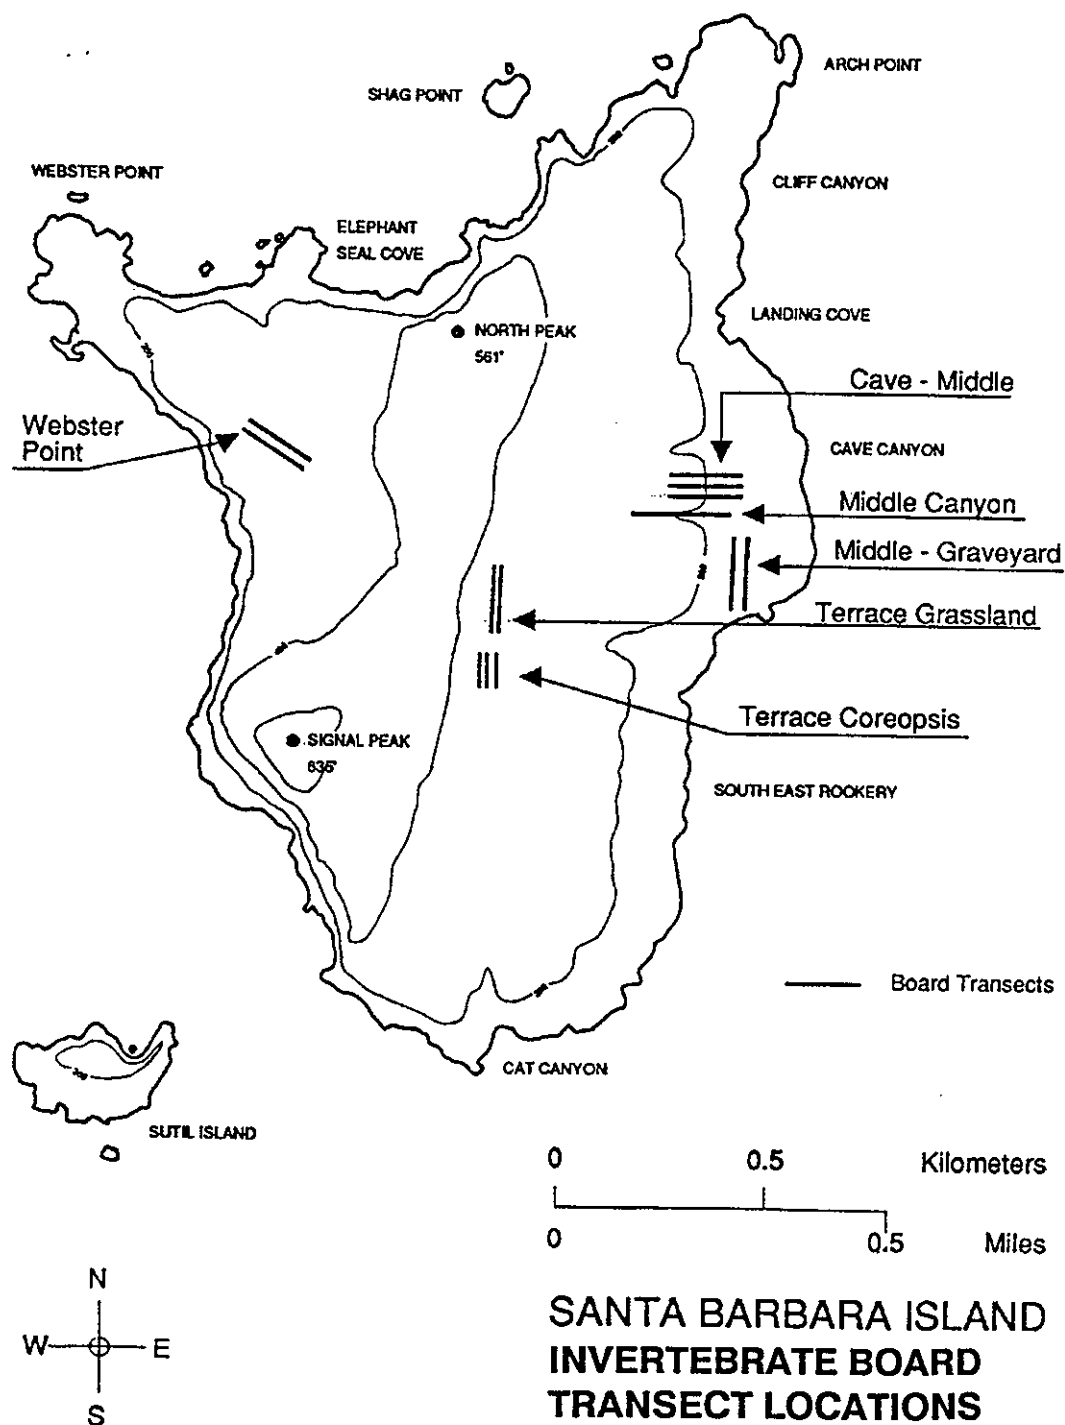 ARCH POINT
SHAG POINT
WEBSTER POINT
CLIFF CANYON
ELEPHANT
SEAL COVE
LANDING COVE
NORTH PEAK
561'
Cave - Middle
Webster
Point
CAVE CANYON
Middle Canyon
Middle - Graveyard
Terrace Grassland
Terrace Coreopsis
SIGNAL PEAK
635'
SOUTH EAST ROOKERY
Board Transects
CAT CANYON
SUTIL ISLAND
0 0.5 Kilometers
0 0.5 Miles
N
W E
S
SANTA BARBARA ISLAND
INVERTEBRATE BOARD
TRANSECT LOCATIONS